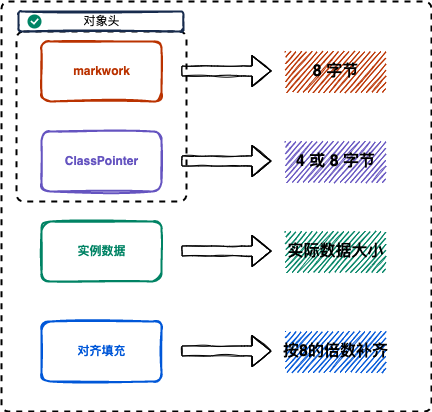 对象头
markwork
8 字节
ClassPointer
4 或 8 字节
实例数据
实际数据大小
对齐填充
按8的倍数补齐